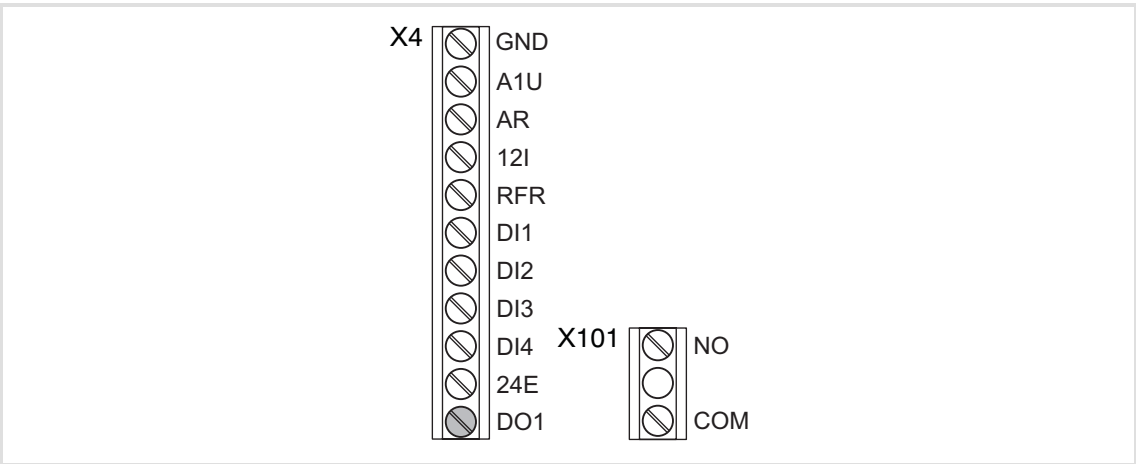 X4
GND
A1U
AR
12I
RFR
DI1
DI2
DI3
DI4
24E
DO1
X101
NO
COM